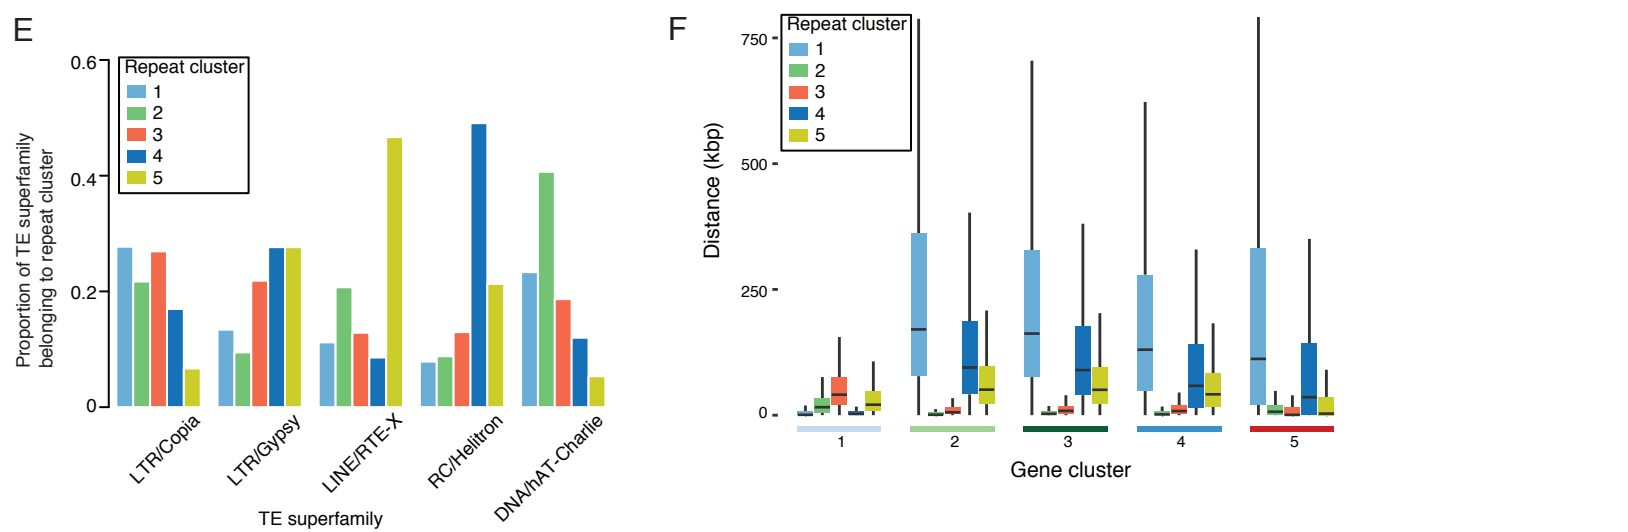 E
Proportion of TE superfamily
belonging to repeat cluster
0.6
0.4
0.2
0
Repeat cluster
1
2
3
4
5
LTR/Copia
LTR/Gypsy
LINE/RTE-X
RC/Helitron
DNA/hAT-Charlie
TE superfamily
F
Distance (kbp)
750
500
250
0
Repeat cluster
1
2
3
4
5
1
2
3
4
5
Gene cluster